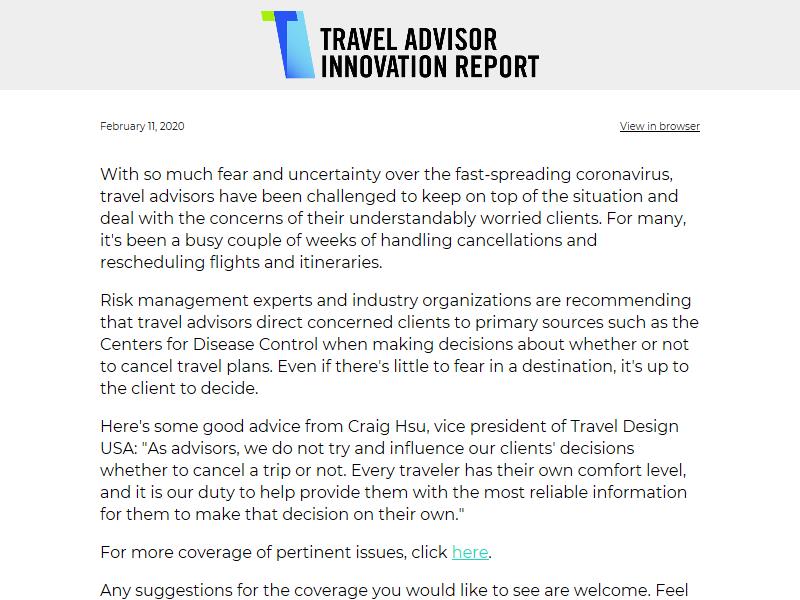 TRAVEL ADVISOR
INNOVATION REPORT
February 11, 2020
View in browser
With so much fear and uncertainty over the fast-spreading coronavirus,
travel advisors have been challenged to keep on top of the situation and
deal with the concerns of their understandably worried clients. For many,
it's been a busy couple of weeks of handling cancellations and
rescheduling flights and itineraries.
Risk management experts and industry organizations are recommending
that travel advisors direct concerned clients to primary sources such as the
Centers for Disease Control when making decisions about whether or not
to cancel travel plans. Even if there's little to fear in a destination, it's up to
the client to decide.
Here's some good advice from Craig Hsu, vice president of Travel Design
USA: "As advisors, we do not try and influence our clients' decisions
whether to cancel a trip or not. Every traveler has their own comfort level,
and it is our duty to help provide them with the most reliable information
for them to make that decision on their own."
For more coverage of pertinent issues, click here.
Any suggestions for the coverage you would like to see are welcome. Feel